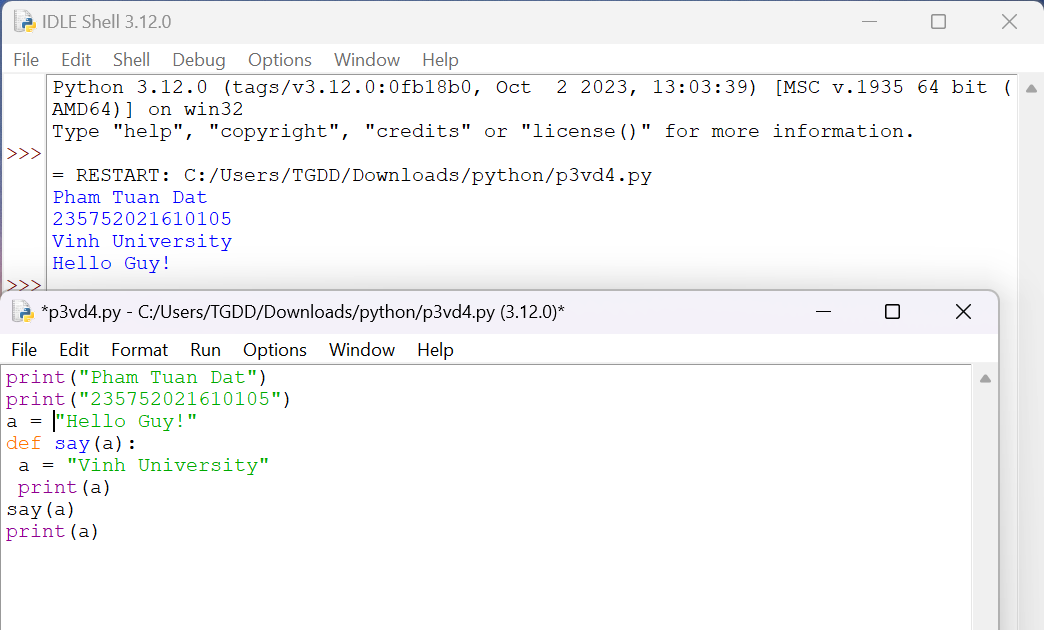 IDLE Shell 3.12.0
File Edit Shell Debug Options Window Help
Python 3.12.0 (tags/v3.12.0:0fb18b0, Oct  2 2023, 13:03:39) [MSC v.1935 64 bit (
AMD64)] on win32
Type "help", "copyright", "credits" or "license()" for more information.
>>>
= RESTART: C:/Users/TGDD/Downloads/python/p3vd4.py
Pham Tuan Dat
235752021610105
Vinh University
Hello Guy!
>>>
*p3vd4.py - C:/Users/TGDD/Downloads/python/p3vd4.py (3.12.0)*
File Edit Format Run Options Window Help
print("Pham Tuan Dat")
print("235752021610105")
a = "Hello Guy!"
def say(a):
 a = "Vinh University"
 print(a)
say(a)
print(a)